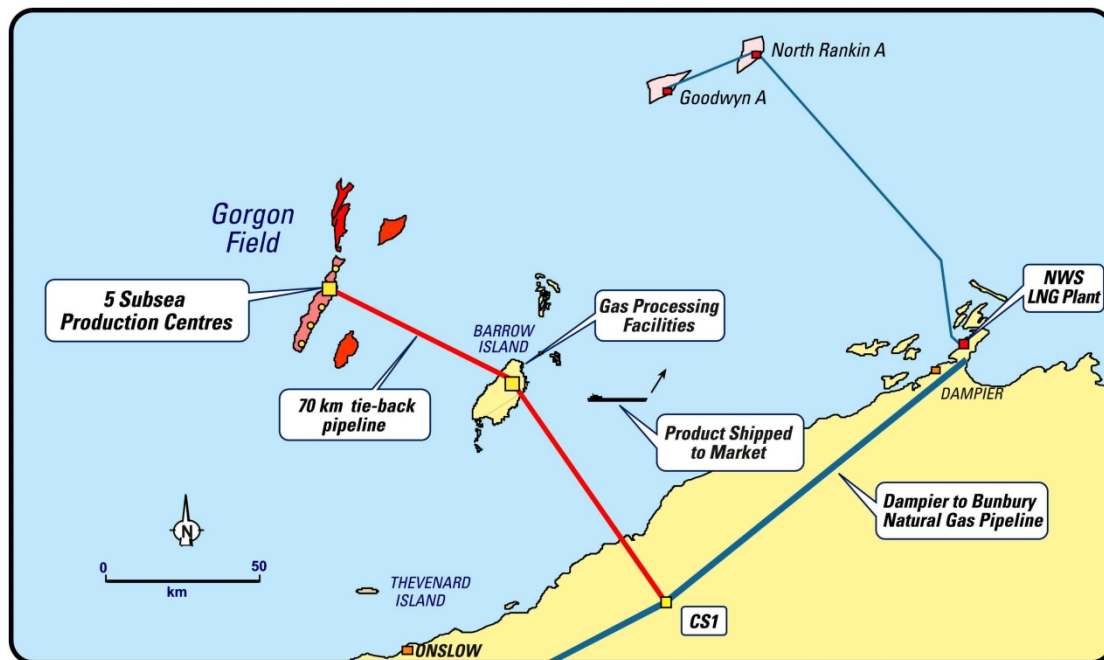 North Rankin A
Goodwyn A
Gorgon
Field
5 Subsea
Production Centres
BARROW
ISLAND
Gas Processing
Facilities
NWS
LNG Plant
70 km tie-back
pipeline
DAMPIER
Product Shipped
to Market
Dampier to Bunbury
Natural Gas Pipeline
N
0 50
km
THEVENARD
ISLAND
CS1
ONSLOW